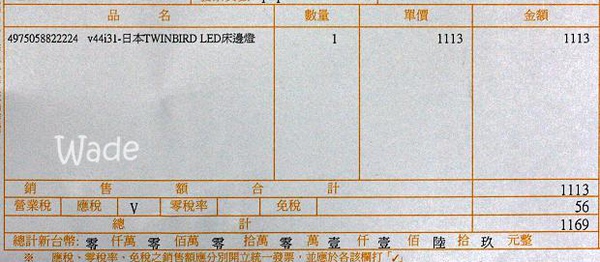 品 名 數量 單價 金額
4975058822224 v44i31-日本TWINBIRD LED床邊燈 1 1113 1113
Wade
銷 售 額 合 計 1113
營業稅 應稅 V 零稅率 免稅 56
總 計 1169
總計新台幣: 零 仟萬 零 佰萬 零 拾萬 零 萬 壹 仟 壹 佰 陸 拾 玖 元整
※ 應稅、零稅率、免稅之銷售額應分別開立統一發票，並應於各該欄打「✓」